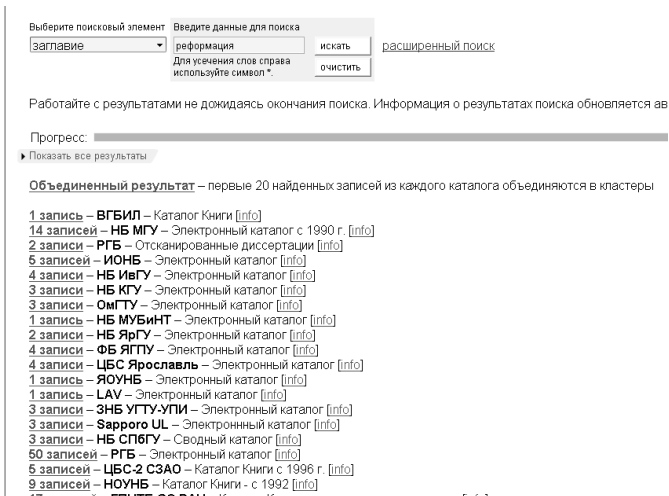 Выберите поисковый элемент Введите данные для поиска
заглавие реформация искать расширенный поиск
Для усечения слов справа используйте символ *. очистить
Работайте с результатами не дожидаясь окончания поиска. Информация о результатах поиска обновляется ав
Прогресс:
Показать все результаты
Объединенный результат – первые 20 найденных записей из каждого каталога объединяются в кластеры
1 запись – ВГБИЛ – Каталог Книги [info]
14 записей – НБ МГУ – Электронный каталог с 1990 г. [info]
2 записи – РГБ – Отсканированные диссертации [info]
5 записей – ИОНБ – Электронный каталог [info]
4 записи – НБ ИвГУ – Электронный каталог [info]
3 записи – НБ КГУ – Электронный каталог [info]
3 записи – ОмГТУ – Электронный каталог [info]
1 запись – НБ МУБиНТ – Электронный каталог [info]
2 записи – НБ ЯрГУ – Электронный каталог [info]
4 записи – ФБ ЯГПУ – Электронный каталог [info]
4 записи – ЦБС Ярославль – Электронный каталог [info]
1 запись – ЯОУНБ – Электронный каталог [info]
1 запись – LAV – Электронный каталог [info]
3 записи – ЗНБ УГТУ-УПИ – Электронный каталог [info]
3 записи – Sapporo UL – Электроннный каталог [info]
3 записи – НБ СПбГУ – Сводный каталог [info]
50 записей – РГБ – Электронный каталог [info]
5 записей – ЦБС-2 СЗАО – Каталог Книги с 1996 г. [info]
9 записей – НОУНБ – Каталог Книги - с 1992 [info]